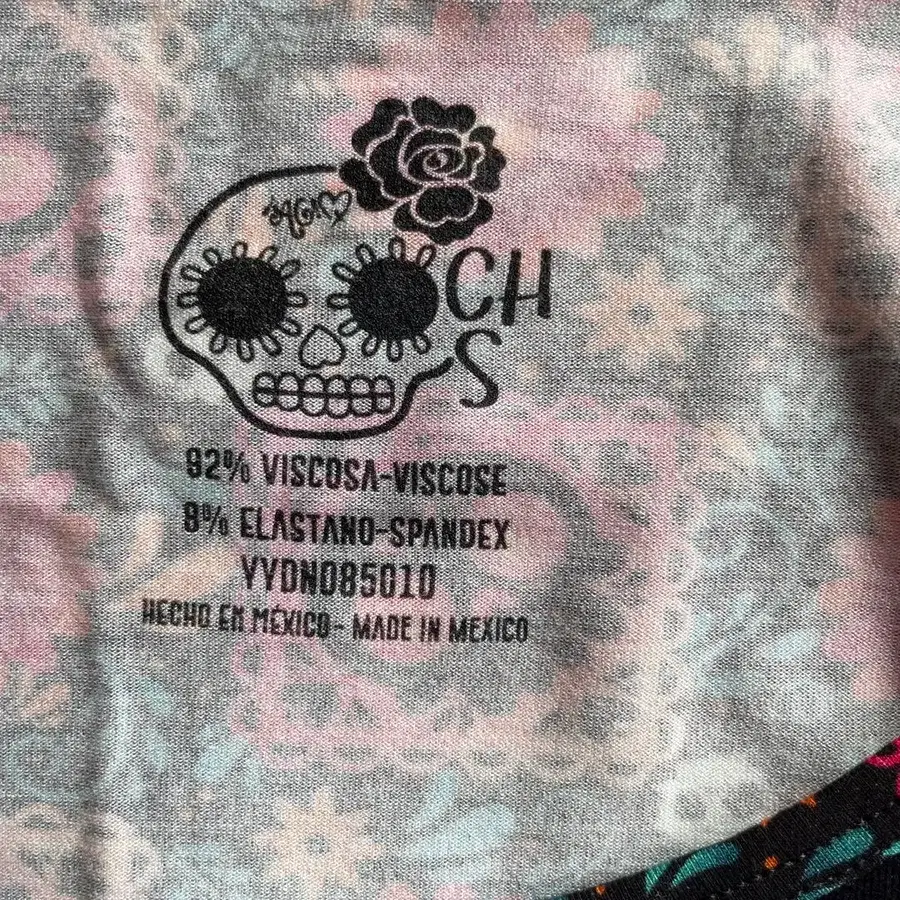 CH
S
92% VISCOSA-VISCOSE
8% ELASTANO-SPANDEX
YYDN085010
HECHO EN MÉXICO - MADE IN MEXICO